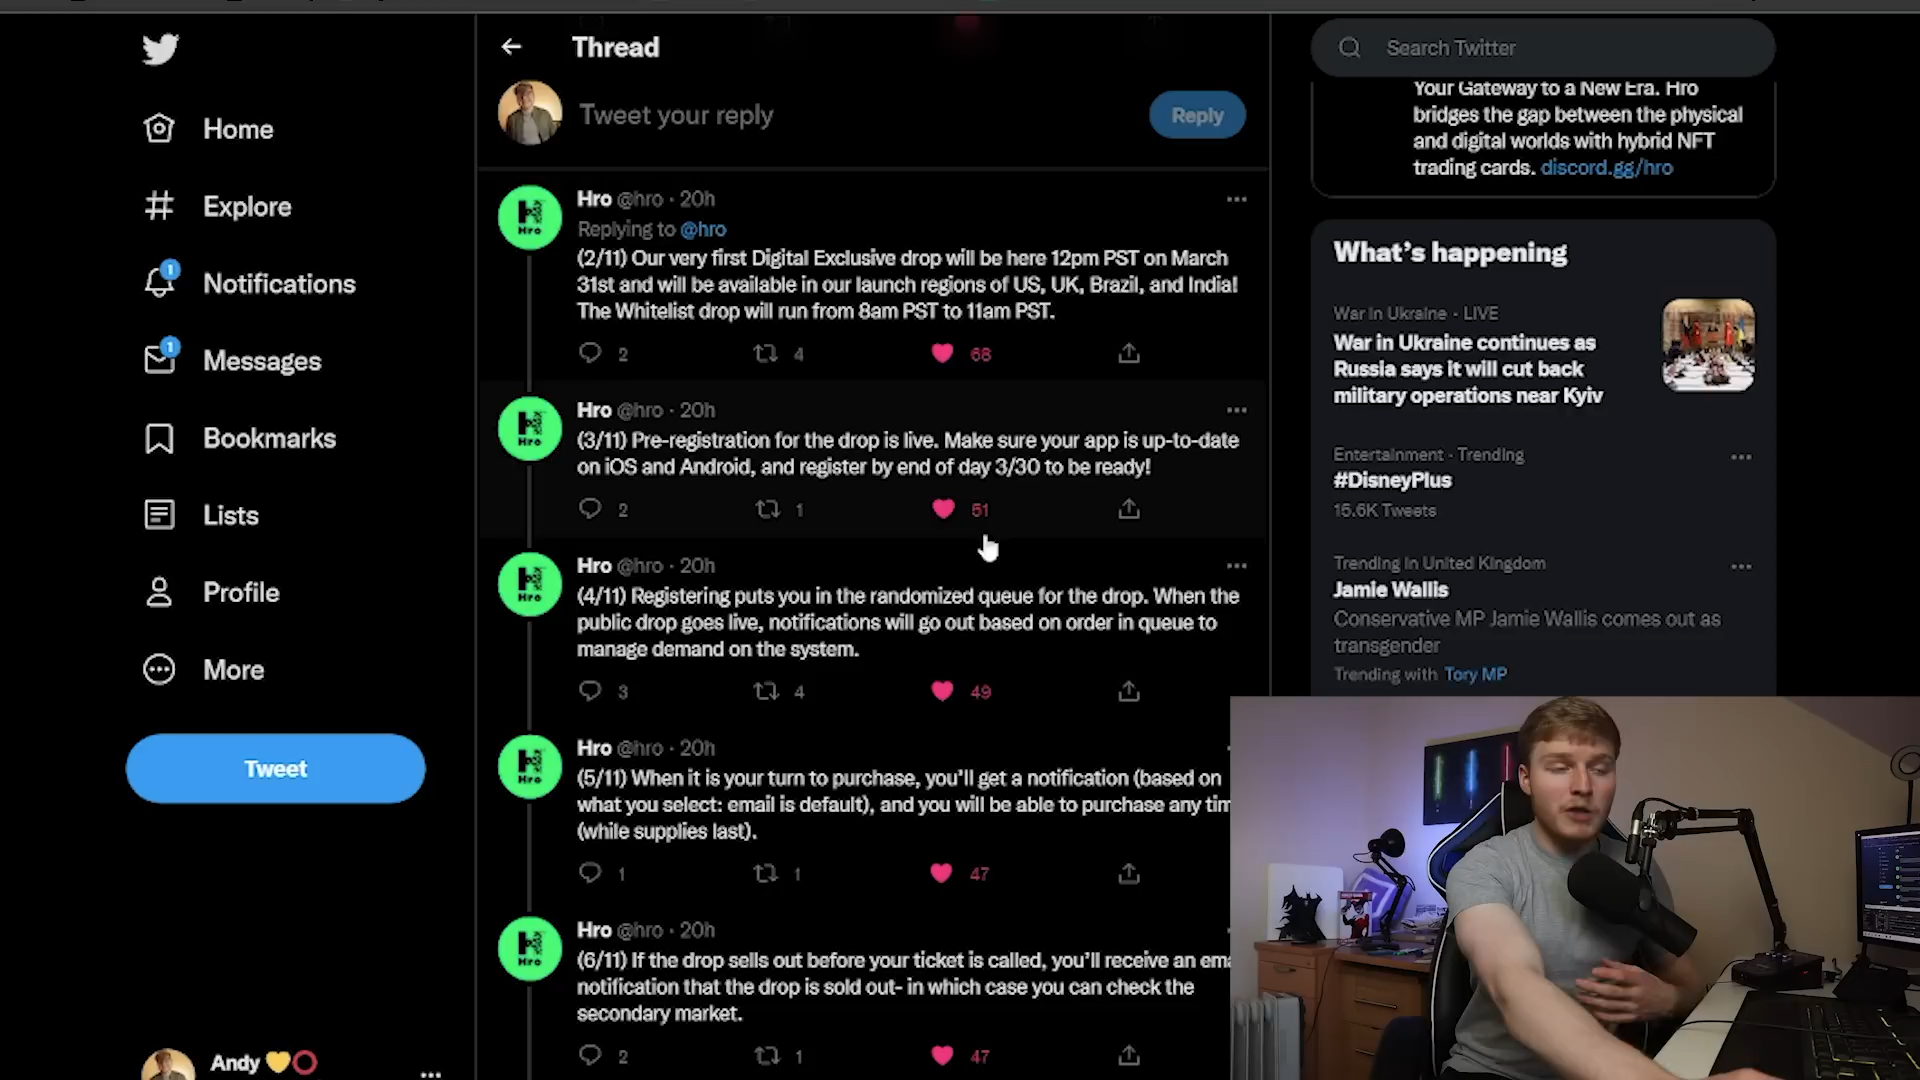 Home
Explore
1
Notifications
1
Messages
Bookmarks
Lists
Profile
More
Tweet
Andy
Thread
Tweet your reply
Reply
Hro @hro · 20h
Replying to @hro
(2/11) Our very first Digital Exclusive drop will be here 12pm PST on March
31st and will be available in our launch regions of US, UK, Brazil, and India!
The Whitelist drop will run from 8am PST to 11am PST.
2 4 68
Hro @hro · 20h
(3/11) Pre-registration for the drop is live. Make sure your app is up-to-date
on iOS and Android, and register by end of day 3/30 to be ready!
2 1 51
Hro @hro · 20h
(4/11) Registering puts you in the randomized queue for the drop. When the
public drop goes live, notifications will go out based on order in queue to
manage demand on the system.
3 4 49
Hro @hro · 20h
(5/11) When it is your turn to purchase, you'll get a notification (based on
what you select: email is default), and you will be able to purchase any tim
(while supplies last).
1 1 47
Hro @hro · 20h
(6/11) If the drop sells out before your ticket is called, you'll receive an ema
notification that the drop is sold out- in which case you can check the
secondary market.
2 1 47
Hro
Hro
Hro
Hro
Hro
Search Twitter
Your Gateway to a New Era. Hro
bridges the gap between the physical
and digital worlds with hybrid NFT
trading cards. discord.gg/hro
What's happening
War in Ukraine · LIVE
War in Ukraine continues as
Russia says it will cut back
military operations near Kyiv
Entertainment · Trending
#DisneyPlus
15.6K Tweets
Trending in United Kingdom
Jamie Wallis
Conservative MP Jamie Wallis comes out as
transgender
Trending with Tory MP